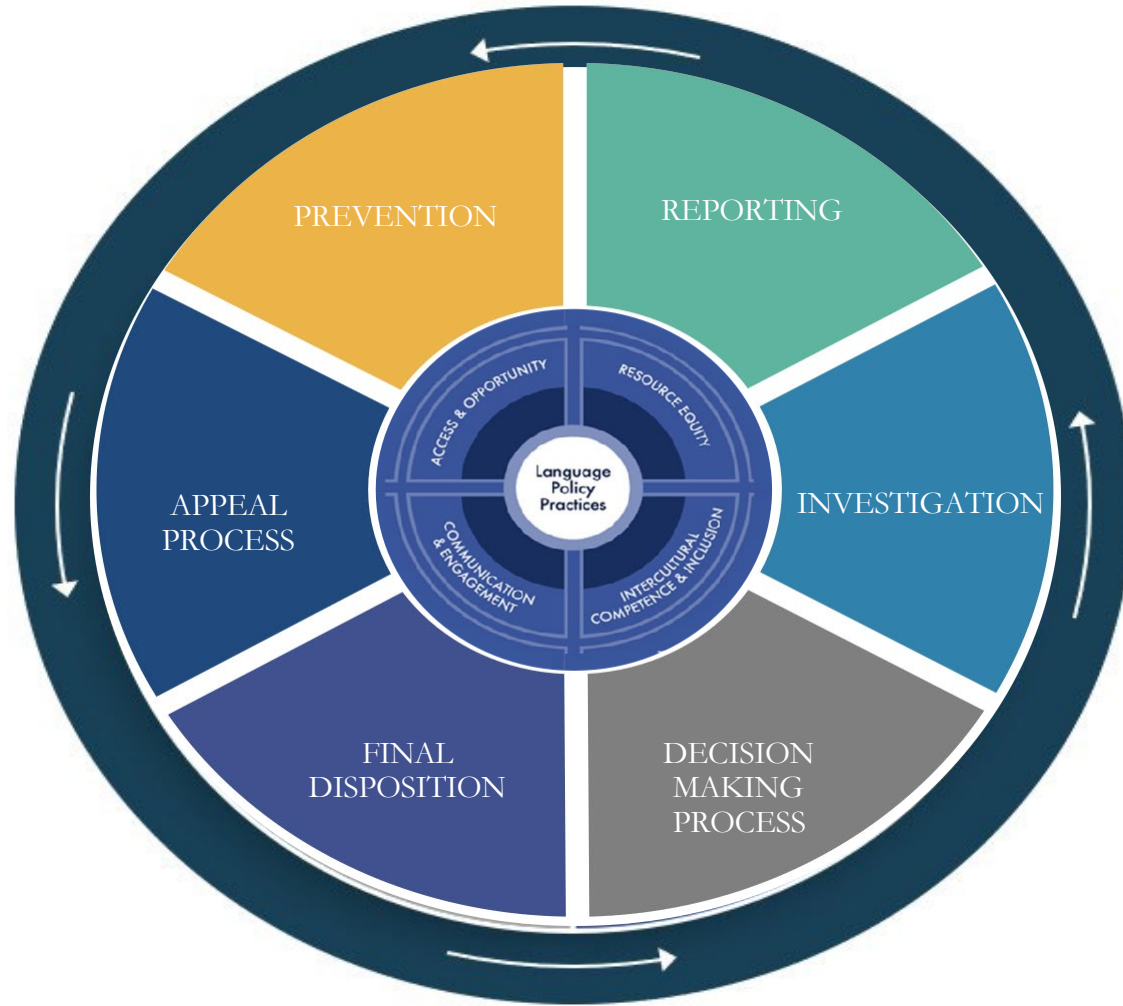 PREVENTION
REPORTING
APPEAL
PROCESS
INVESTIGATION
FINAL
DISPOSITION
DECISION
MAKING
PROCESS
ACCESS & OPPORTUNITY
RESOURCE EQUITY
Language
Policy
Practices
COMMUNICATION
& ENGAGEMENT
INTERCULTURAL
COMPETENCE & INCLUSION